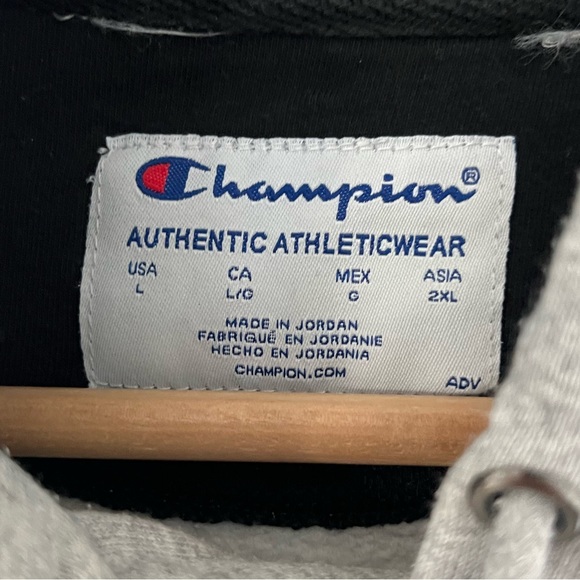 Champion®
AUTHENTIC ATHLETICWEAR
USA CA MEX ASIA
L L/G G 2XL
MADE IN JORDAN
FABRIQUÉ EN JORDANIE
HECHO EN JORDANIA
CHAMPION.COM
ADV